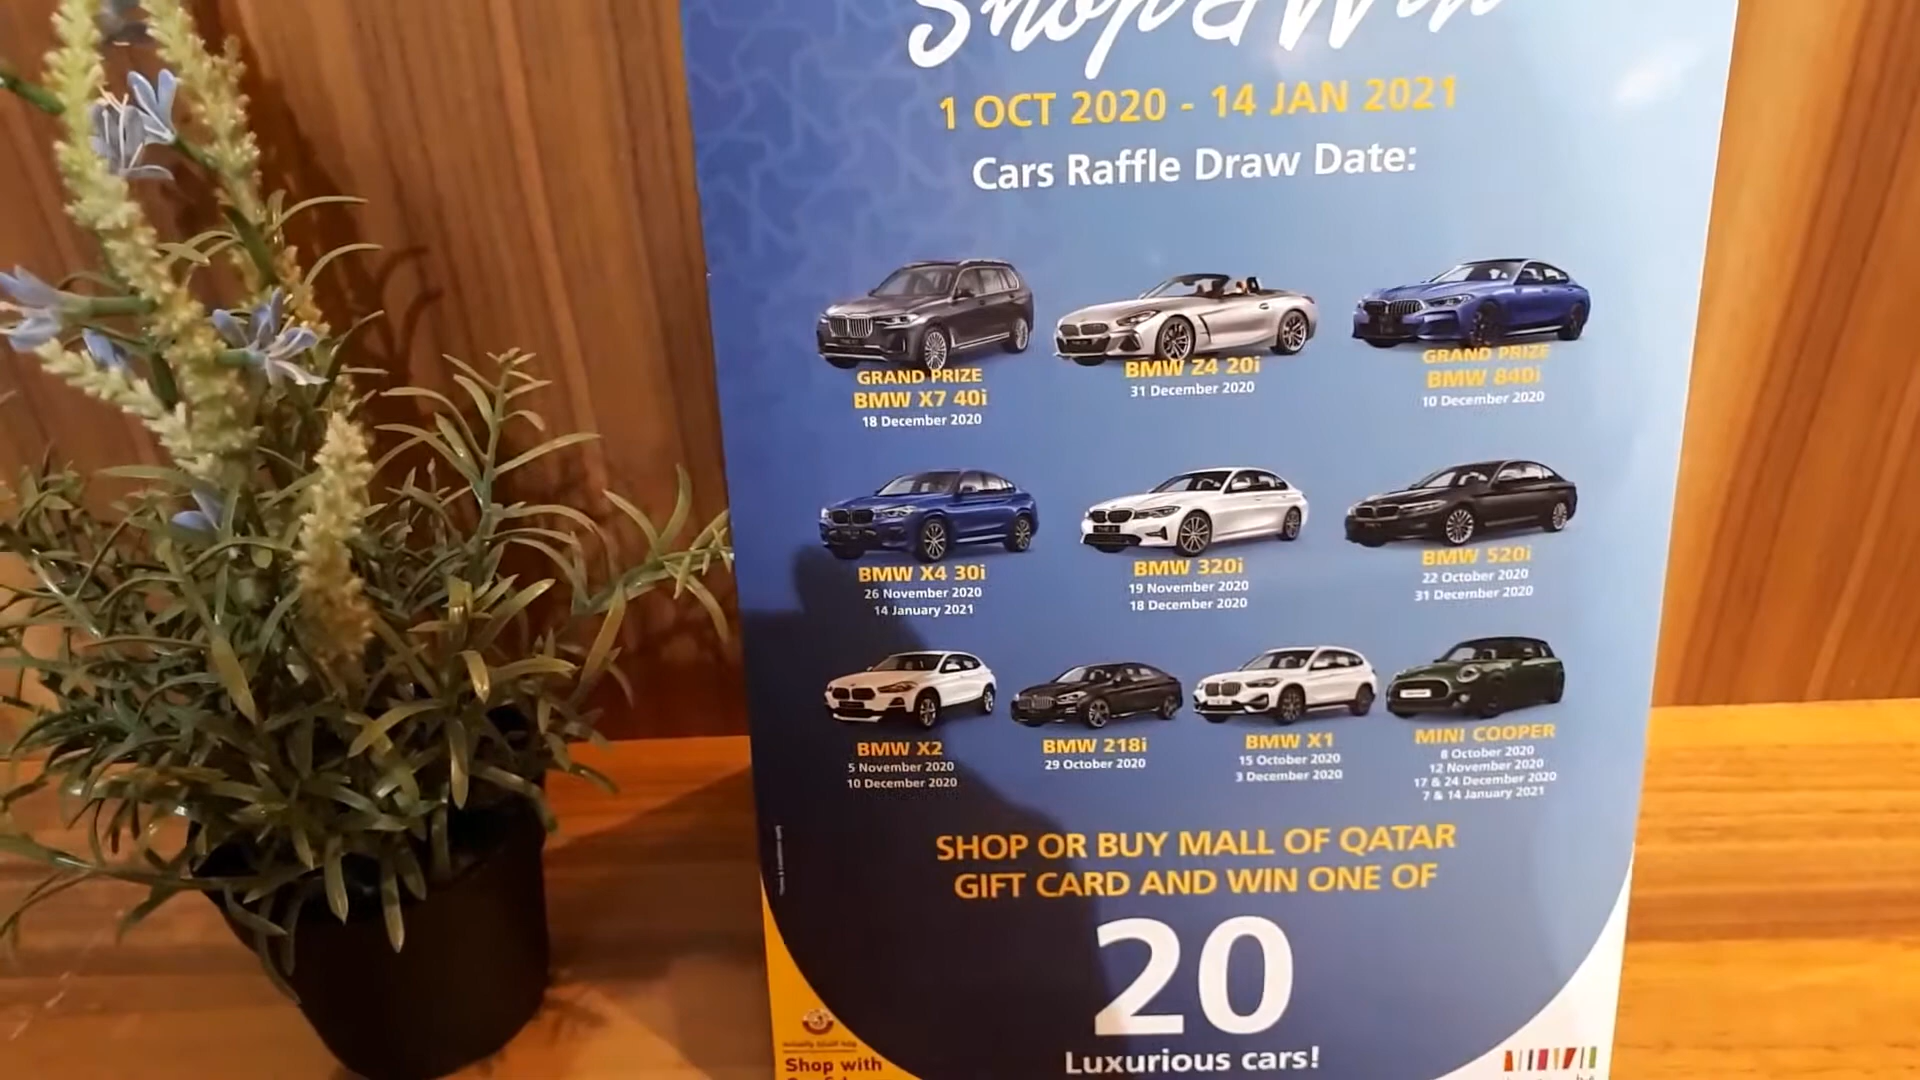 Shop & Win
1 OCT 2020 - 14 JAN 2021
Cars Raffle Draw Date:
GRAND PRIZE
BMW X7 40i
18 December 2020
BMW Z4 20i
31 December 2020
GRAND PRIZE
BMW 840i
10 December 2020
BMW X4 30i
26 November 2020
14 January 2021
BMW 320i
19 November 2020
18 December 2020
BMW 520i
22 October 2020
31 December 2020
BMW X2
5 November 2020
10 December 2020
BMW 218i
29 October 2020
BMW X1
15 October 2020
3 December 2020
MINI COOPER
8 October 2020
12 November 2020
17 & 24 December 2020
7 & 14 January 2021
SHOP OR BUY MALL OF QATAR
GIFT CARD AND WIN ONE OF
20
Luxurious cars!
Shop with